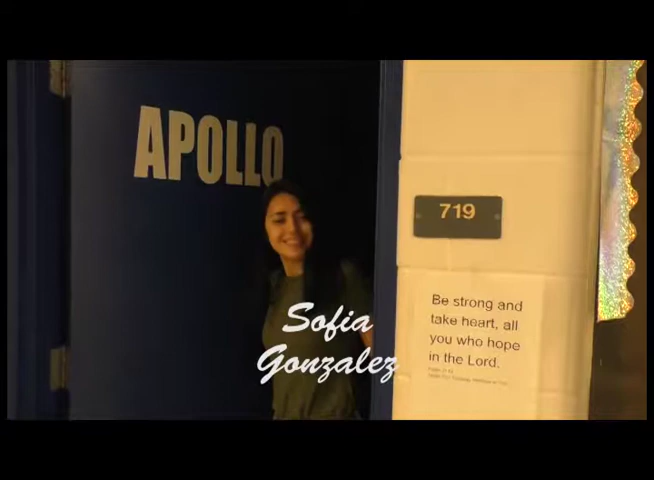 APOLLO
719
Be strong and
take heart, all
you who hope
in the Lord.
Sofia
Gonzalez